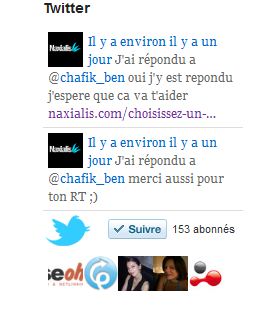 Twitter
Naxialis
Il y a environ il y a un
jour J'ai répondu a
@chafik_ben oui j'y est repondu
j'espere que ca va t'aider
naxialis.com/choisissez-un-...
Naxialis
Il y a environ il y a un
jour J'ai répondu a
@chafik_ben merci aussi pour
ton RT ;)
Suivre 153 abonnés
seoh